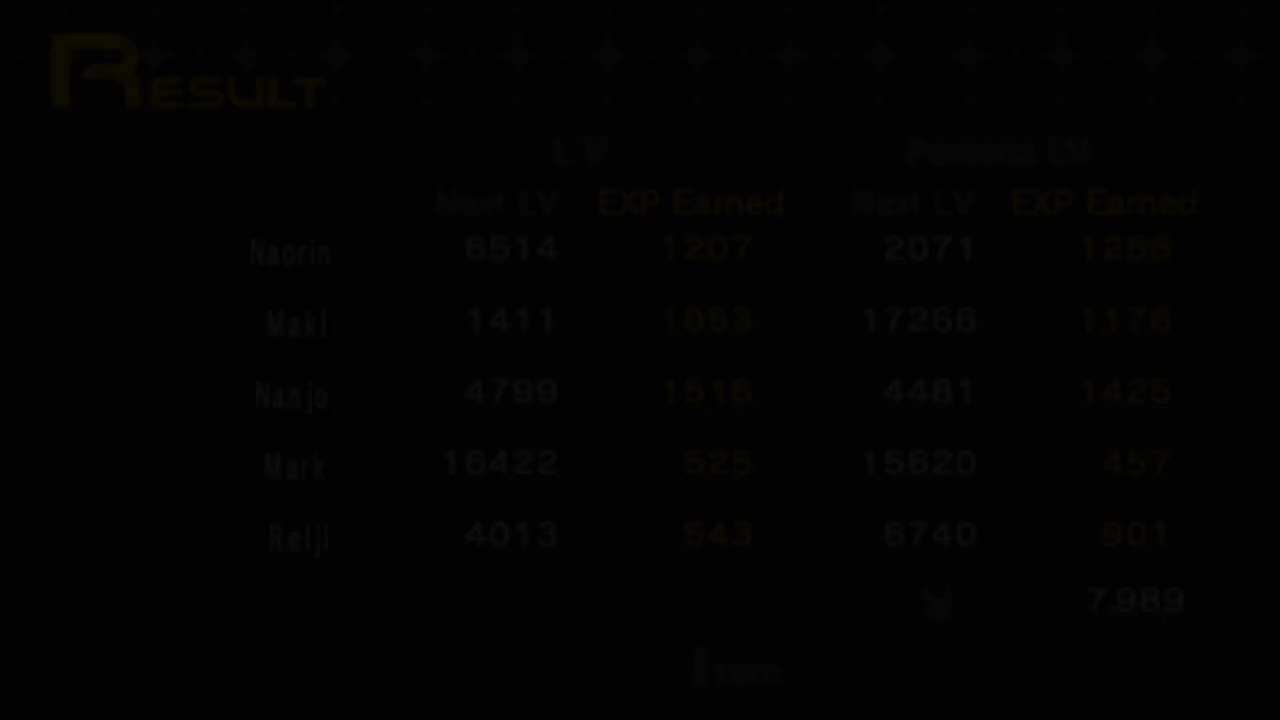 RESULT
LV Persona LV
Next LV EXP Earned Next LV EXP Earned
Naorin 6514 1207 2071 1256
Maki 1411 1053 17266 1176
Nanjo 4799 1516 4481 1425
Mark 16422 525 15620 457
Reiji 4013 543 6740 901
¥ 7,989
Item